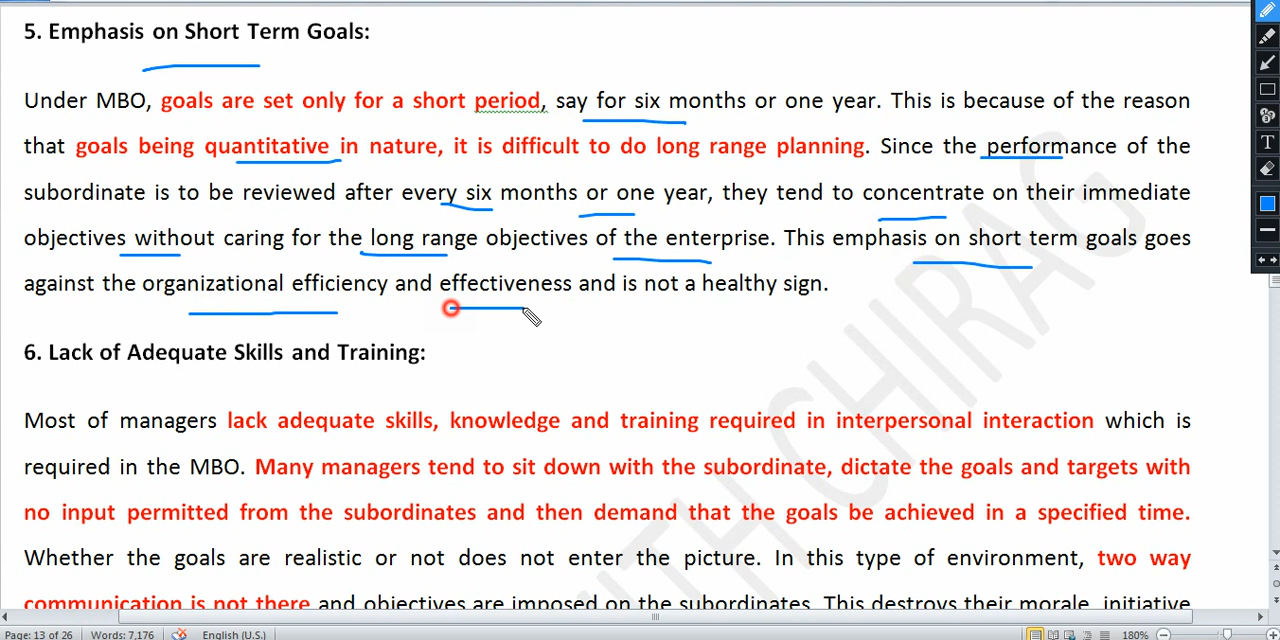 5. Emphasis on Short Term Goals:
Under MBO, goals are set only for a short period, say for six months or one year. This is because of the reason
that goals being quantitative in nature, it is difficult to do long range planning. Since the performance of the
subordinate is to be reviewed after every six months or one year, they tend to concentrate on their immediate
objectives without caring for the long range objectives of the enterprise. This emphasis on short term goals goes
against the organizational efficiency and effectiveness and is not a healthy sign.
6. Lack of Adequate Skills and Training:
Most of managers lack adequate skills, knowledge and training required in interpersonal interaction which is
required in the MBO. Many managers tend to sit down with the subordinate, dictate the goals and targets with
no input permitted from the subordinates and then demand that the goals be achieved in a specified time.
Whether the goals are realistic or not does not enter the picture. In this type of environment, two way
communication is not there and objectives are imposed on the subordinates. This destroys their morale, initiative
ITH CHIRAG
T
Page: 13 of 26 Words: 7,176 English (U.S.) 180%